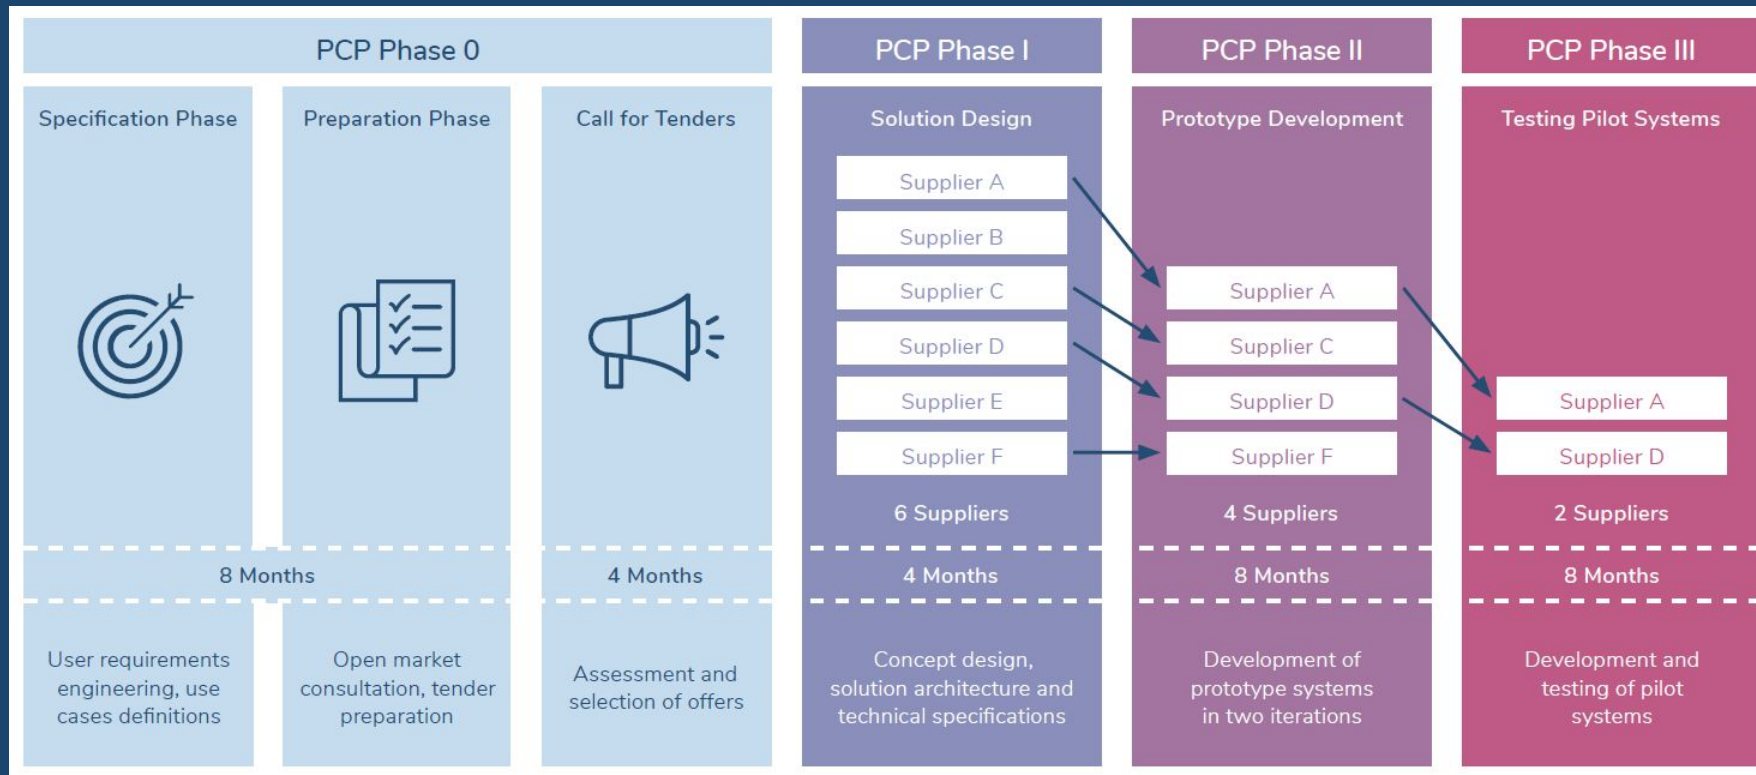 PCP Phase 0
PCP Phase I
PCP Phase II
PCP Phase III
Specification Phase
Preparation Phase
Call for Tenders
Solution Design
Prototype Development
Testing Pilot Systems
Supplier A
Supplier B
Supplier C
Supplier D
Supplier E
Supplier F
6 Suppliers
Supplier A
Supplier C
Supplier D
Supplier F
4 Suppliers
Supplier A
Supplier D
2 Suppliers
8 Months
4 Months
4 Months
8 Months
8 Months
User requirements
engineering, use
cases definitions
Open market
consultation, tender
preparation
Assessment and
selection of offers
Concept design,
solution architecture and
technical specifications
Development of
prototype systems
in two iterations
Development and
testing of pilot
systems